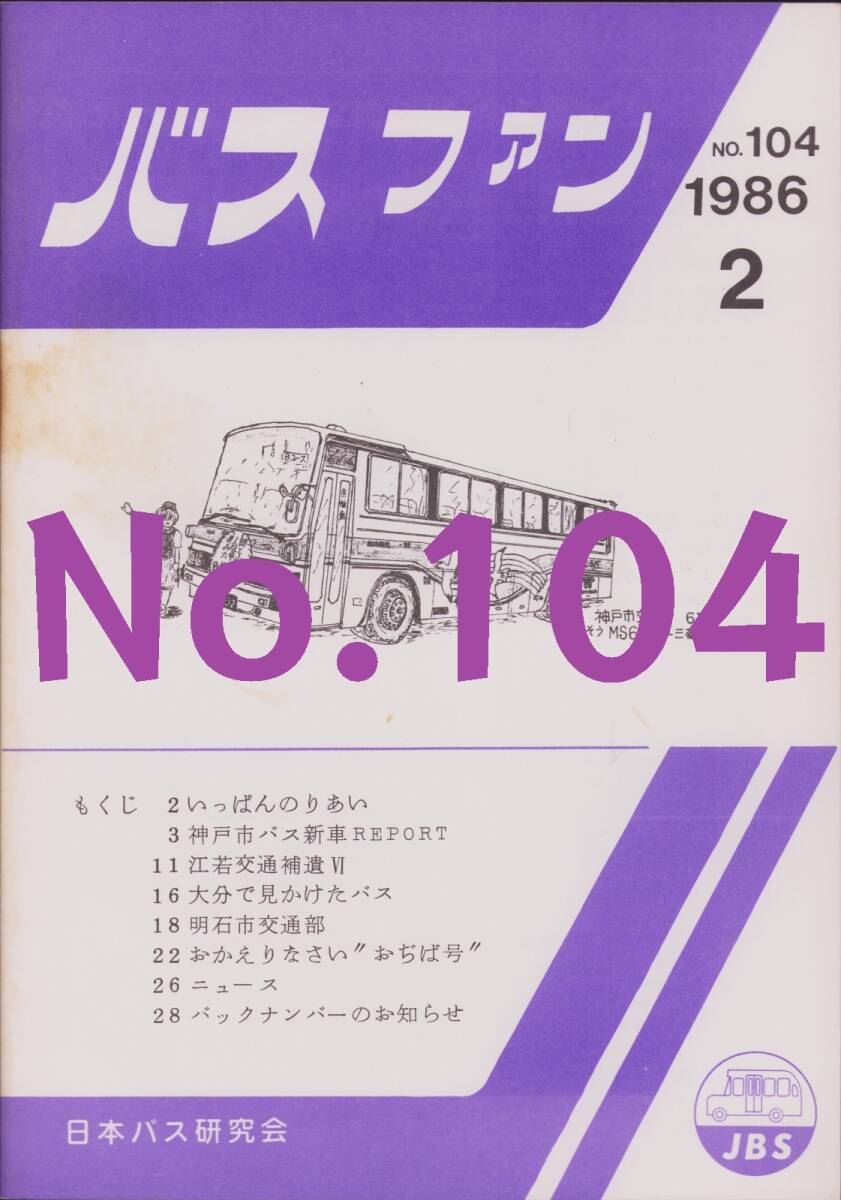 バスファン
NO.104
1986
2
No.104
神戸市交
そう MS6
三菱
もくじ 2 いっぱんのりあい
3 神戸市バス新車REPORT
11 江若交通補遺Ⅵ
16 大分で見かけたバス
18 明石市交通部
22 おかえりなさい〃おぢば号〃
26 ニュース
28 バックナンバーのお知らせ
日本バス研究会
JBS